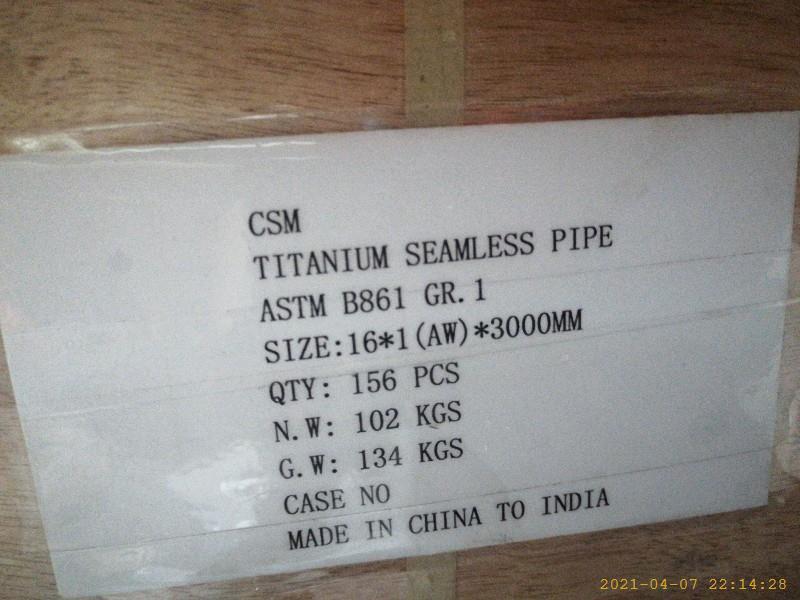 CSM
TITANIUM SEAMLESS PIPE
ASTM B861 GR.1
SIZE:16*1(AW)*3000MM
QTY: 156 PCS
N.W: 102 KGS
G.W: 134 KGS
CASE NO
MADE IN CHINA TO INDIA
2021-04-07 22:14:28